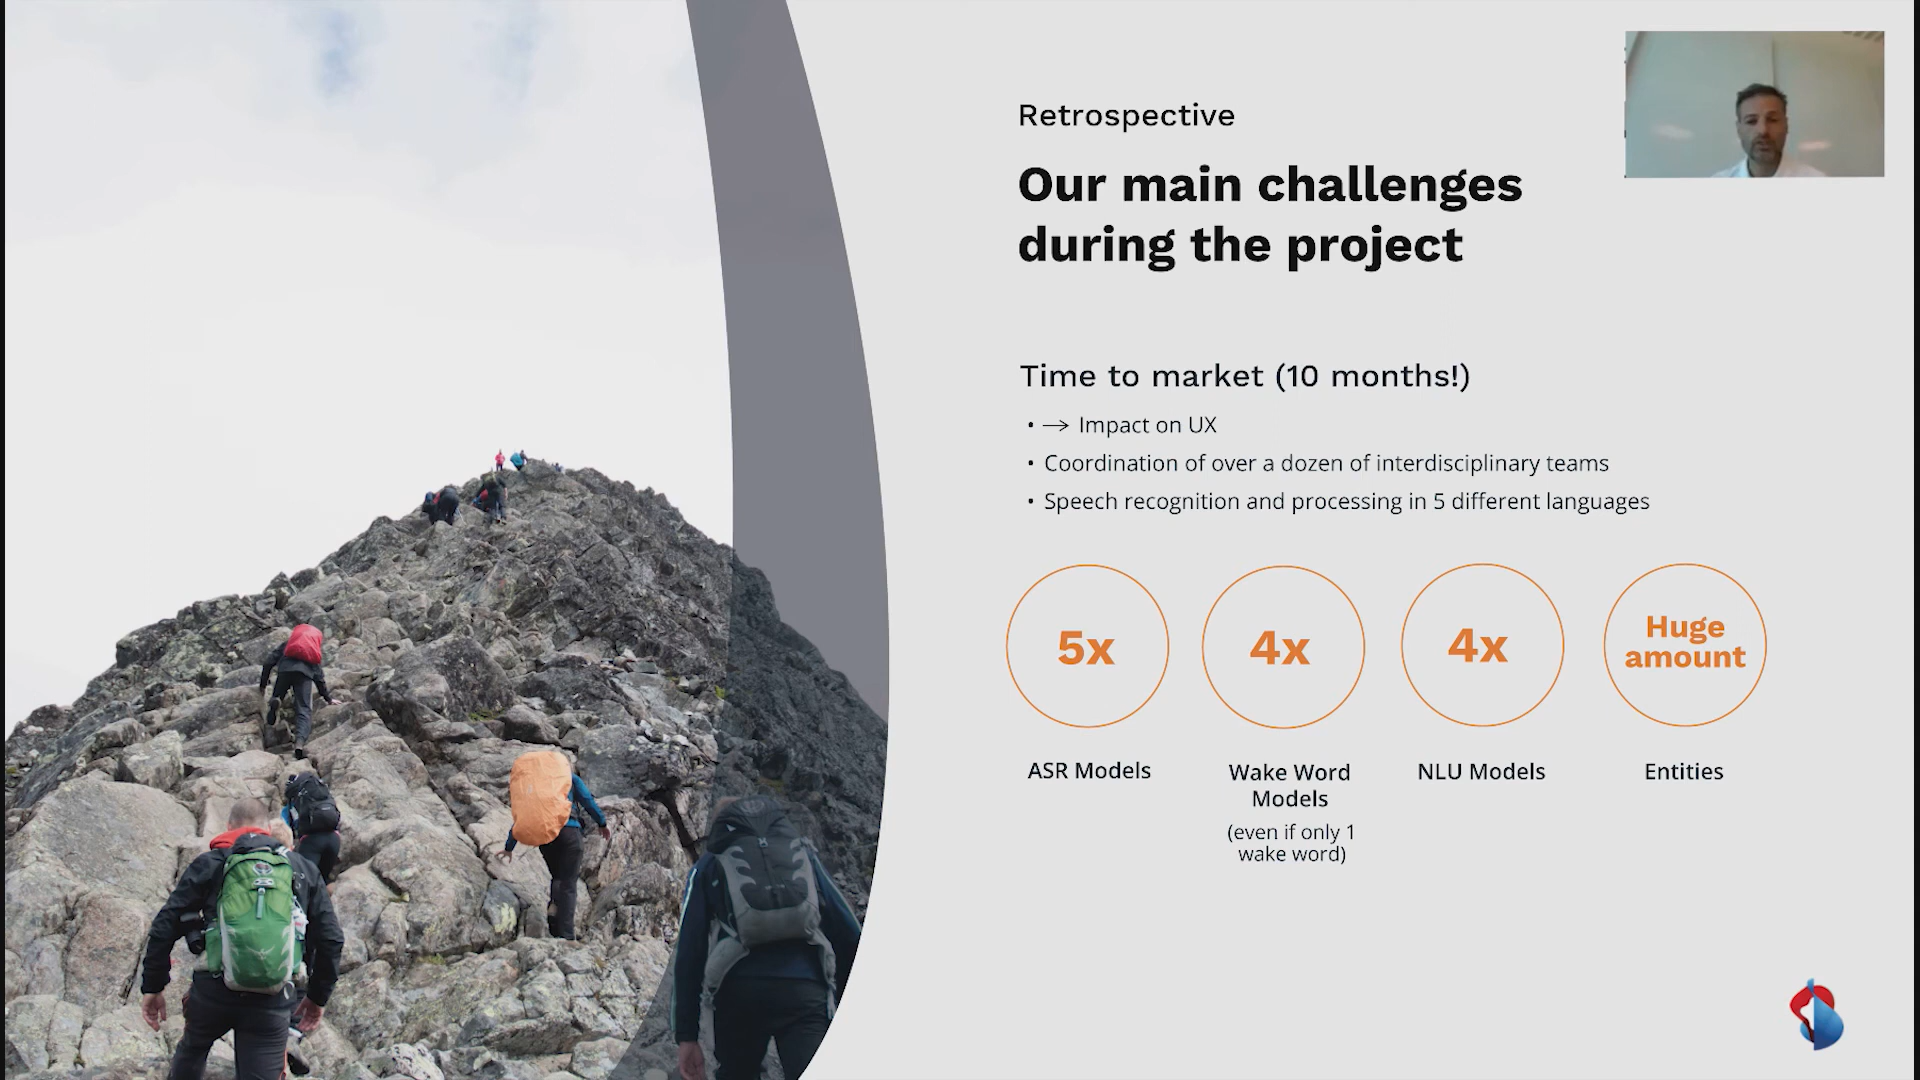 Retrospective
Our main challenges
during the project
Time to market (10 months!)
• → Impact on UX
• Coordination of over a dozen of interdisciplinary teams
• Speech recognition and processing in 5 different languages
5x
4x
4x
Huge
amount
ASR Models
Wake Word
Models
(even if only 1
wake word)
NLU Models
Entities